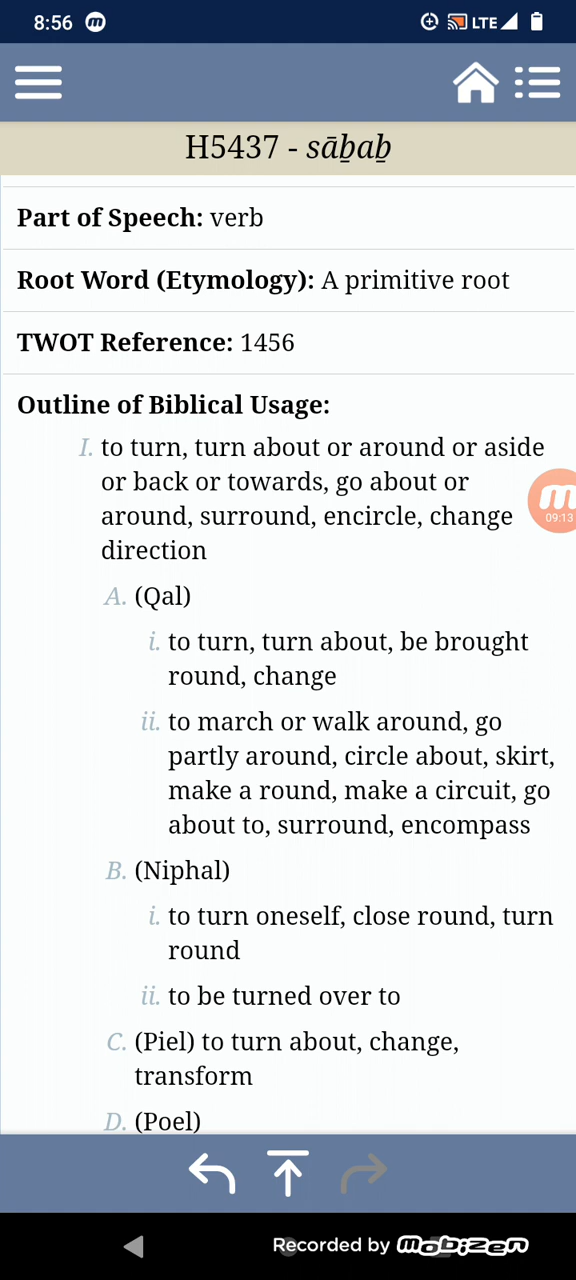 8:56 m LTE
H5437 - sāḇaḇ
Part of Speech: verb
Root Word (Etymology): A primitive root
TWOT Reference: 1456
Outline of Biblical Usage:
I. to turn, turn about or around or aside
or back or towards, go about or
around, surround, encircle, change
direction
m
09:13
A. (Qal)
i. to turn, turn about, be brought
round, change
ii. to march or walk around, go
partly around, circle about, skirt,
make a round, make a circuit, go
about to, surround, encompass
B. (Niphal)
i. to turn oneself, close round, turn
round
ii. to be turned over to
C. (Piel) to turn about, change,
transform
D. (Poel)
Recorded by mobizen